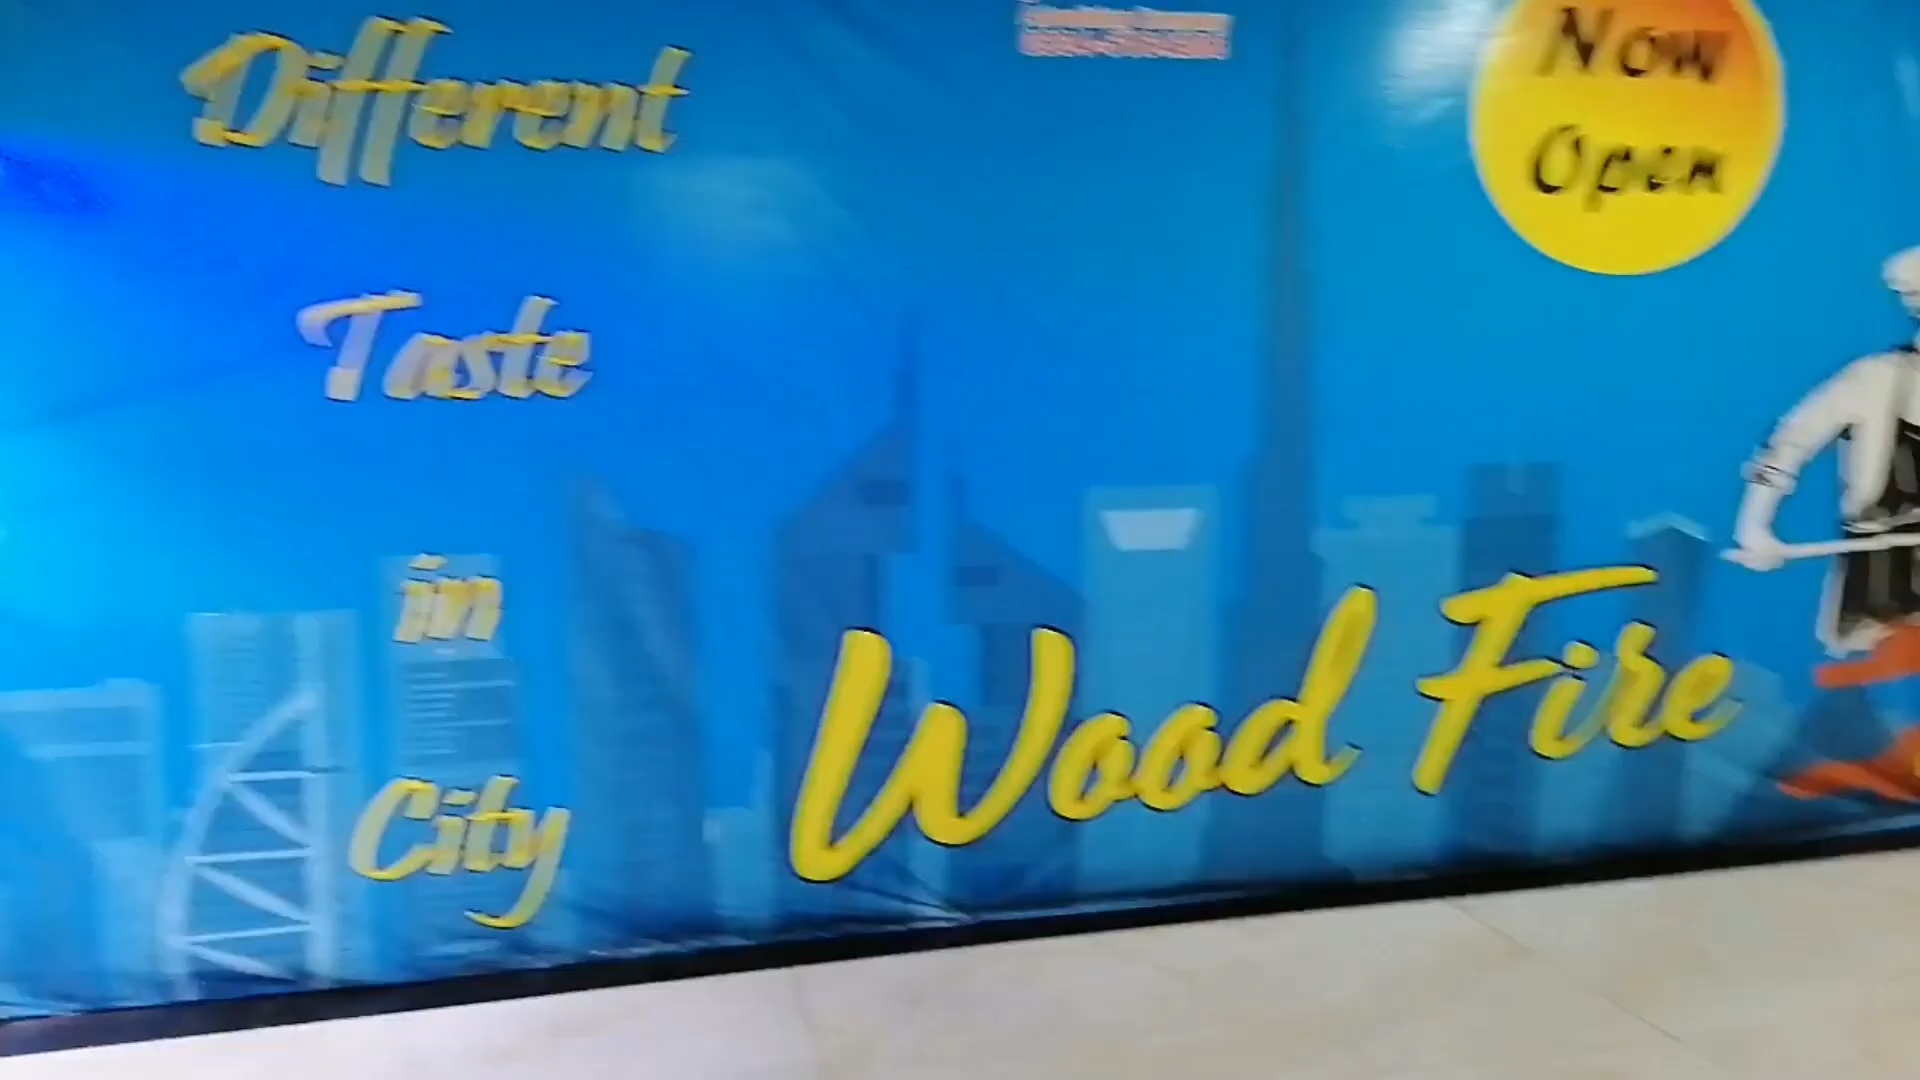 Different
Taste
in
City
Now
Open
Wood Fire